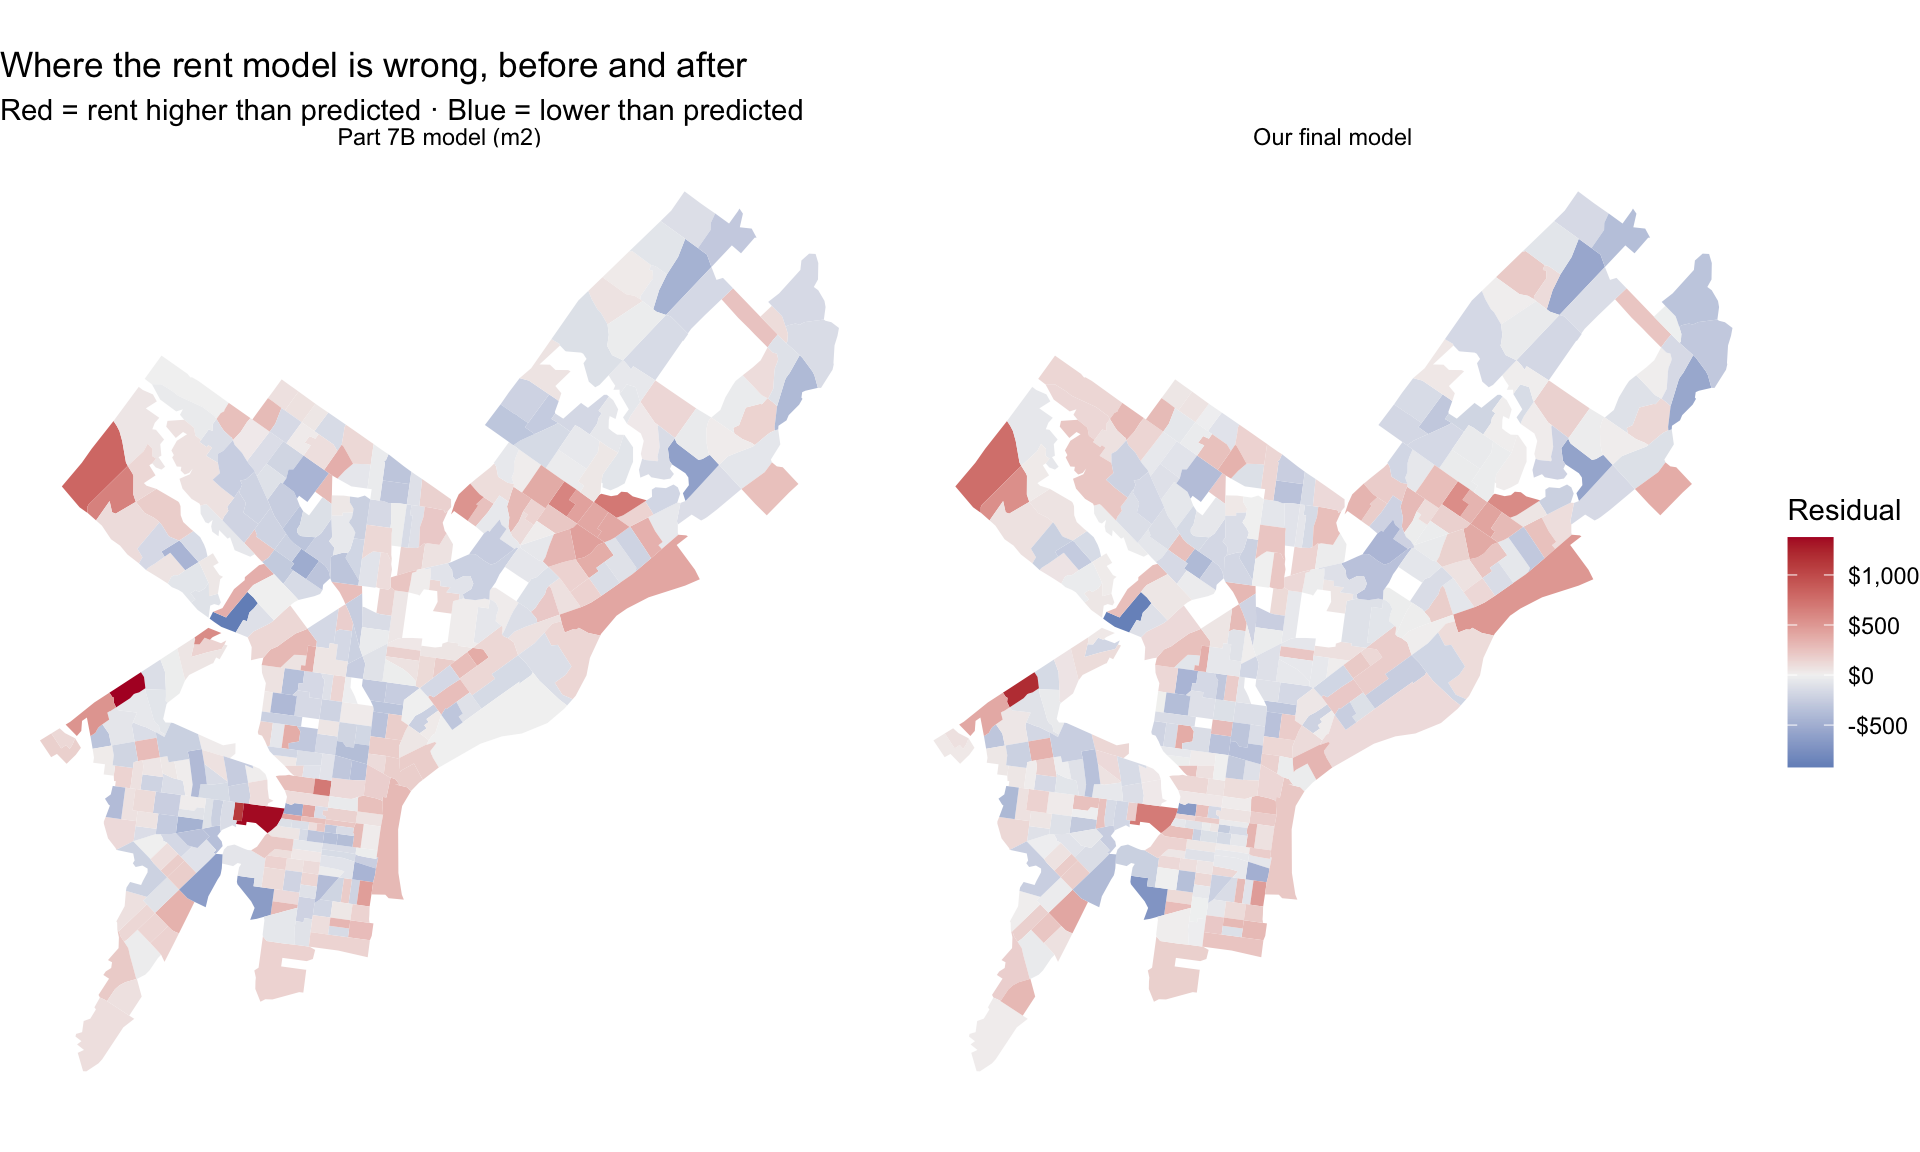 Where the rent model is wrong, before and after
Red = rent higher than predicted · Blue = lower than predicted
Part 7B model (m2)
Our final model
Residual
$1,000
$500
$0
-$500